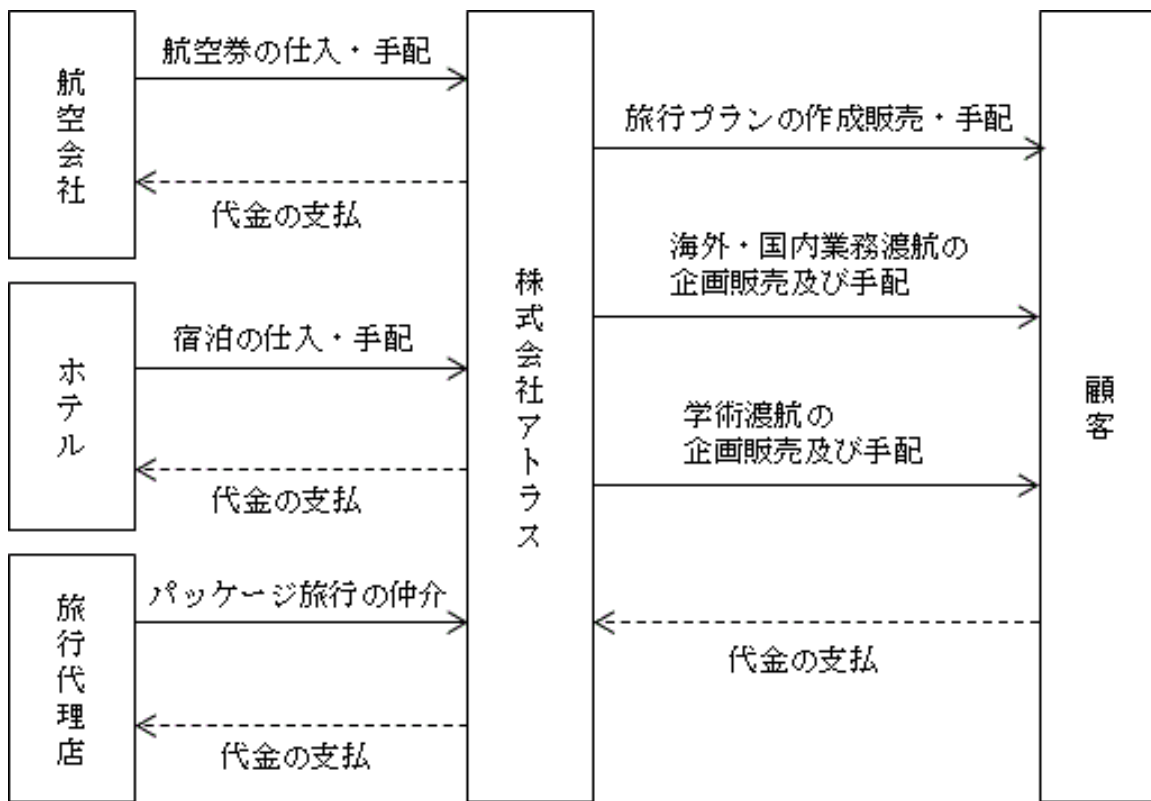 航空会社
航空券の仕入・手配
代金の支払
ホテル
宿泊の仕入・手配
代金の支払
旅行代理店
パッケージ旅行の仲介
代金の支払
株式会社アトラス
旅行プランの作成販売・手配
海外・国内業務渡航の
企画販売及び手配
学術渡航の
企画販売及び手配
代金の支払
顧客